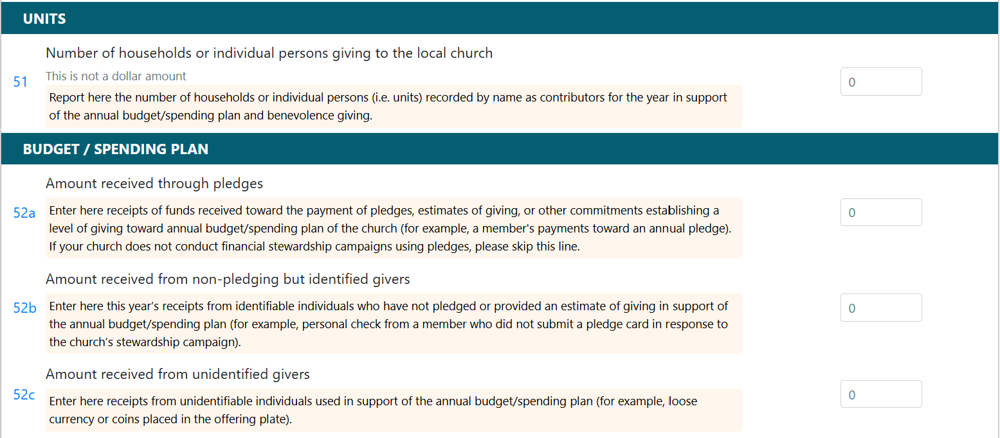 UNITS
Number of households or individual persons giving to the local church
This is not a dollar amount
51
0
Report here the number of households or individual persons (i.e. units) recorded by name as contributors for the year in support
of the annual budget/spending plan and benevolence giving.
BUDGET / SPENDING PLAN
Amount received through pledges
52a
0
Enter here receipts of funds received toward the payment of pledges, estimates of giving, or other commitments establishing a
level of giving toward annual budget/spending plan of the church (for example, a member's payments toward an annual pledge).
If your church does not conduct financial stewardship campaigns using pledges, please skip this line.
Amount received from non-pledging but identified givers
52b
0
Enter here this year’s receipts from identifiable individuals who have not pledged or provided an estimate of giving in support of
the annual budget/spending plan (for example, personal check from a member who did not submit a pledge card in response to
the church’s stewardship campaign).
Amount received from unidentified givers
52c
0
Enter here receipts from unidentifiable individuals used in support of the annual budget/spending plan (for example, loose
currency or coins placed in the offering plate).